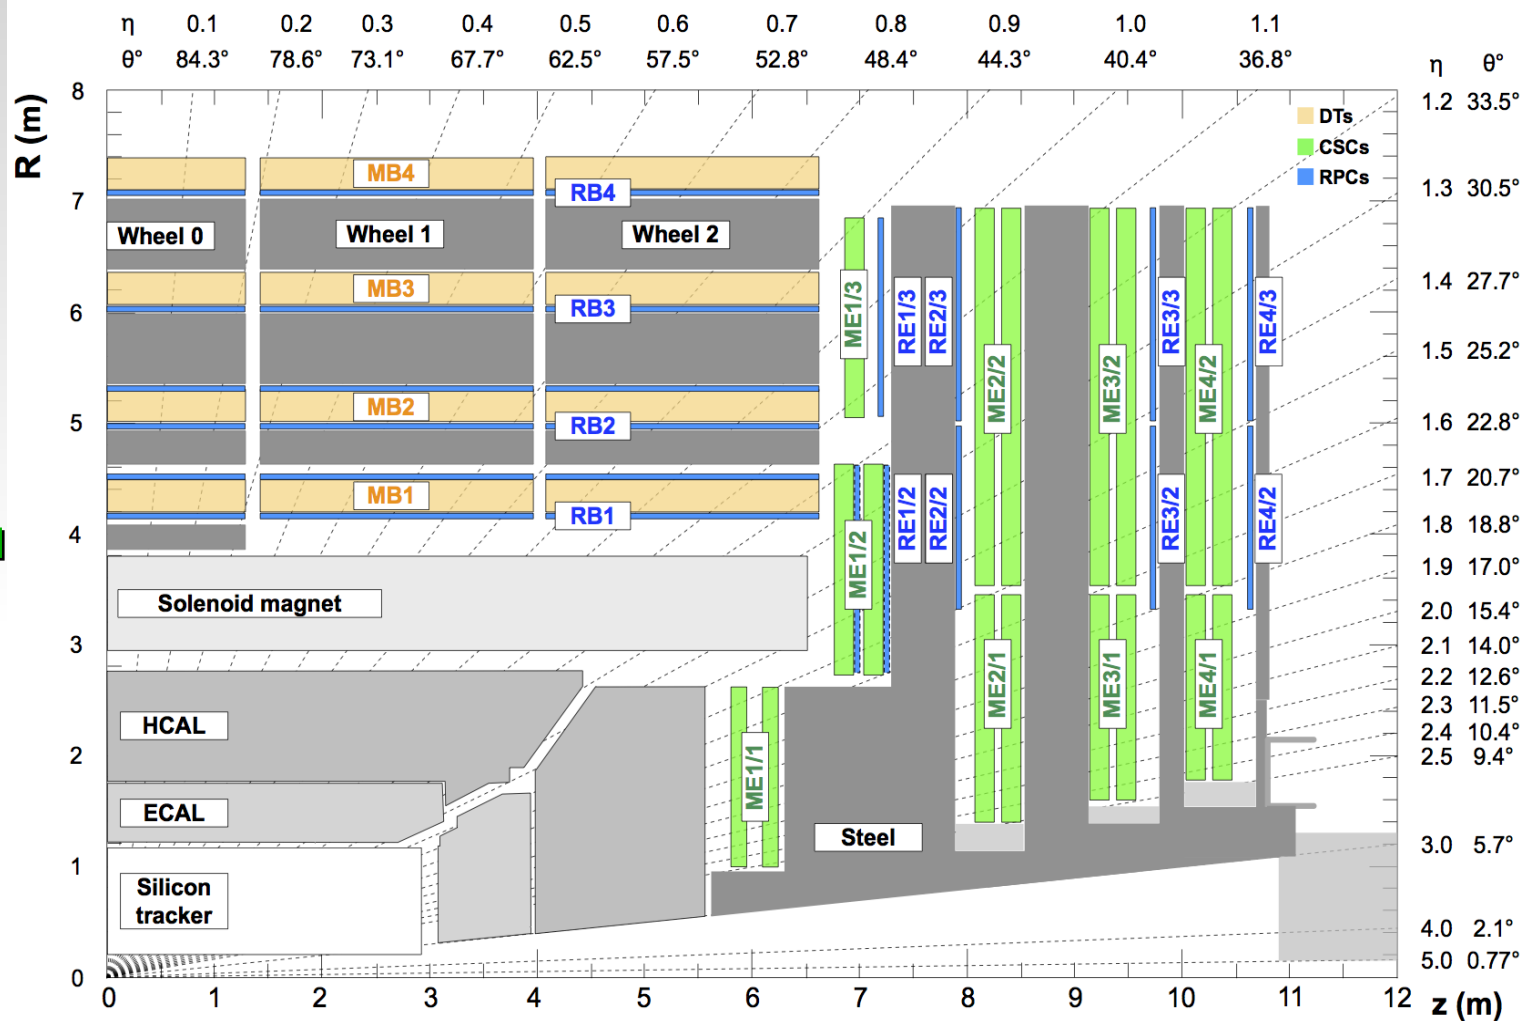 η 0.1 0.2 0.3 0.4 0.5 0.6 0.7 0.8 0.9 1.0 1.1
θ° 84.3° 78.6° 73.1° 67.7° 62.5° 57.5° 52.8° 48.4° 44.3° 40.4° 36.8°
η θ°
1.2 33.5°
1.3 30.5°
1.4 27.7°
1.5 25.2°
1.6 22.8°
1.7 20.7°
1.8 18.8°
1.9 17.0°
2.0 15.4°
2.1 14.0°
2.2 12.6°
2.3 11.5°
2.4 10.4°
2.5 9.4°
3.0 5.7°
4.0 2.1°
5.0 0.77°
R (m)
8
7
6
5
4
3
2
1
0
DTs
CSCs
RPCs
MB4
RB4
Wheel 0
Wheel 1
Wheel 2
MB3
RB3
MB2
RB2
MB1
RB1
Solenoid magnet
HCAL
ECAL
Silicon
tracker
Steel
ME1/3
RE1/3
RE2/3
ME2/2
ME3/2
RE3/3
ME4/2
RE4/3
ME1/2
RE1/2
RE2/2
RE3/2
RE4/2
ME1/1
ME2/1
ME3/1
ME4/1
0 1 2 3 4 5 6 7 8 9 10 11 12 z (m)